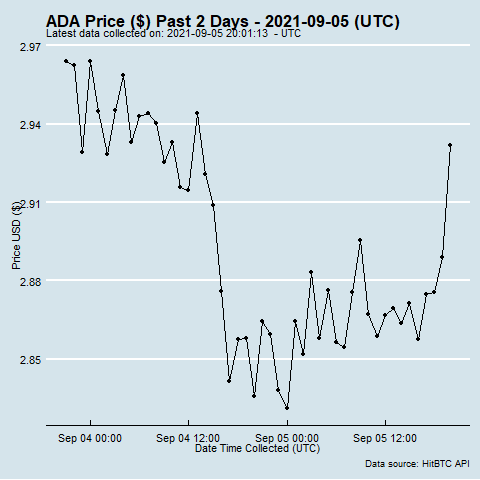 ADA Price ($) Past 2 Days - 2021-09-05 (UTC)
Latest data collected on: 2021-09-05 20:01:13 - UTC
2.97
2.94
2.91
2.88
2.85
Price USD ($)
Sep 04 00:00 Sep 04 12:00 Sep 05 00:00 Sep 05 12:00
Date Time Collected (UTC)
Data source: HitBTC API